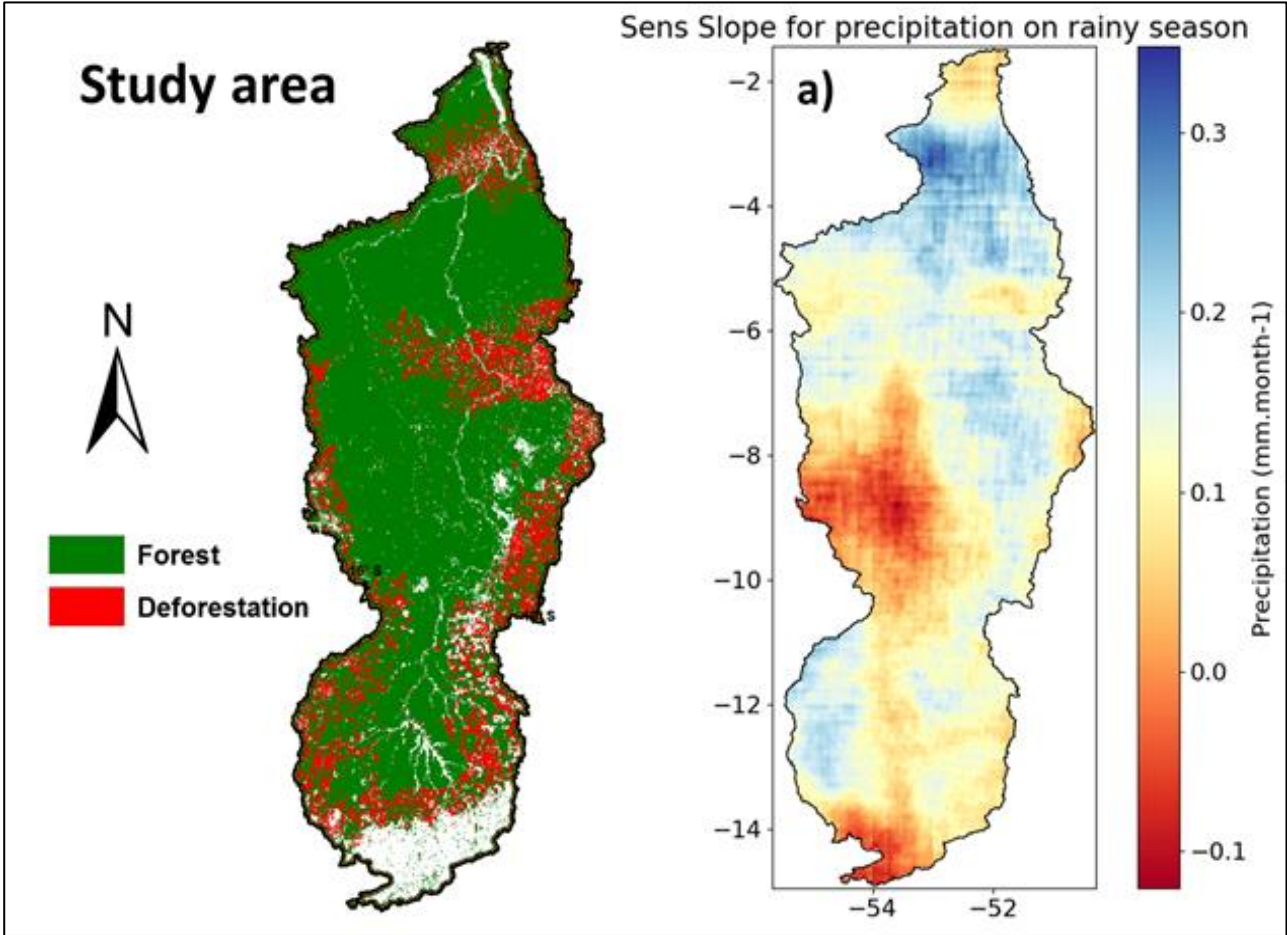 Study area
N
Forest
Deforestation
S
S
Sens Slope for precipitation on rainy season
a)
−2
−4
−6
−8
−10
−12
−14
−54
−52
0.3
0.2
0.1
0.0
−0.1
Precipitation (mm.month-1)